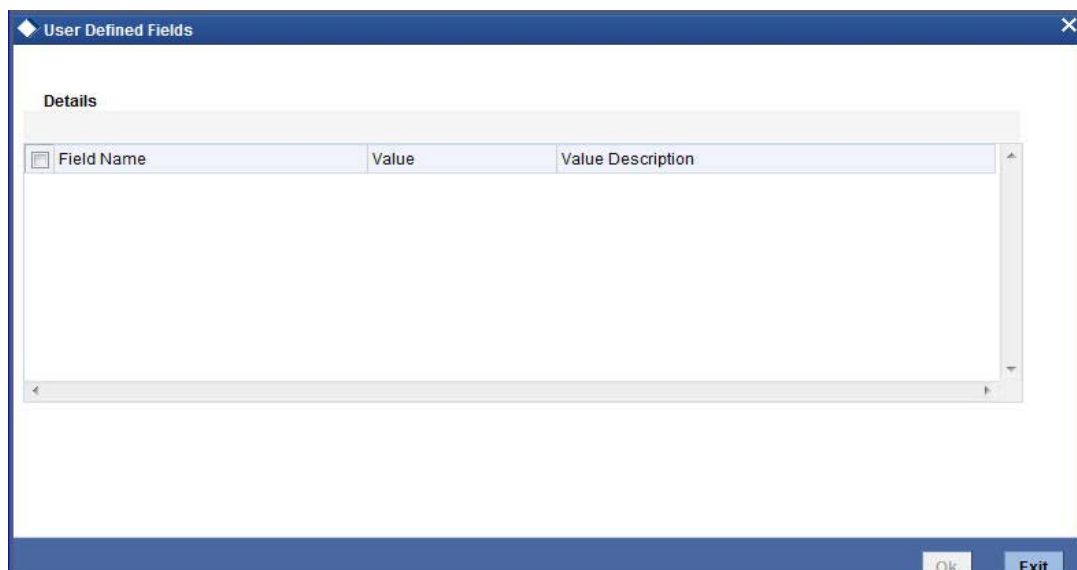 User Defined Fields
Details
Field Name Value Value Description
Ok Exit